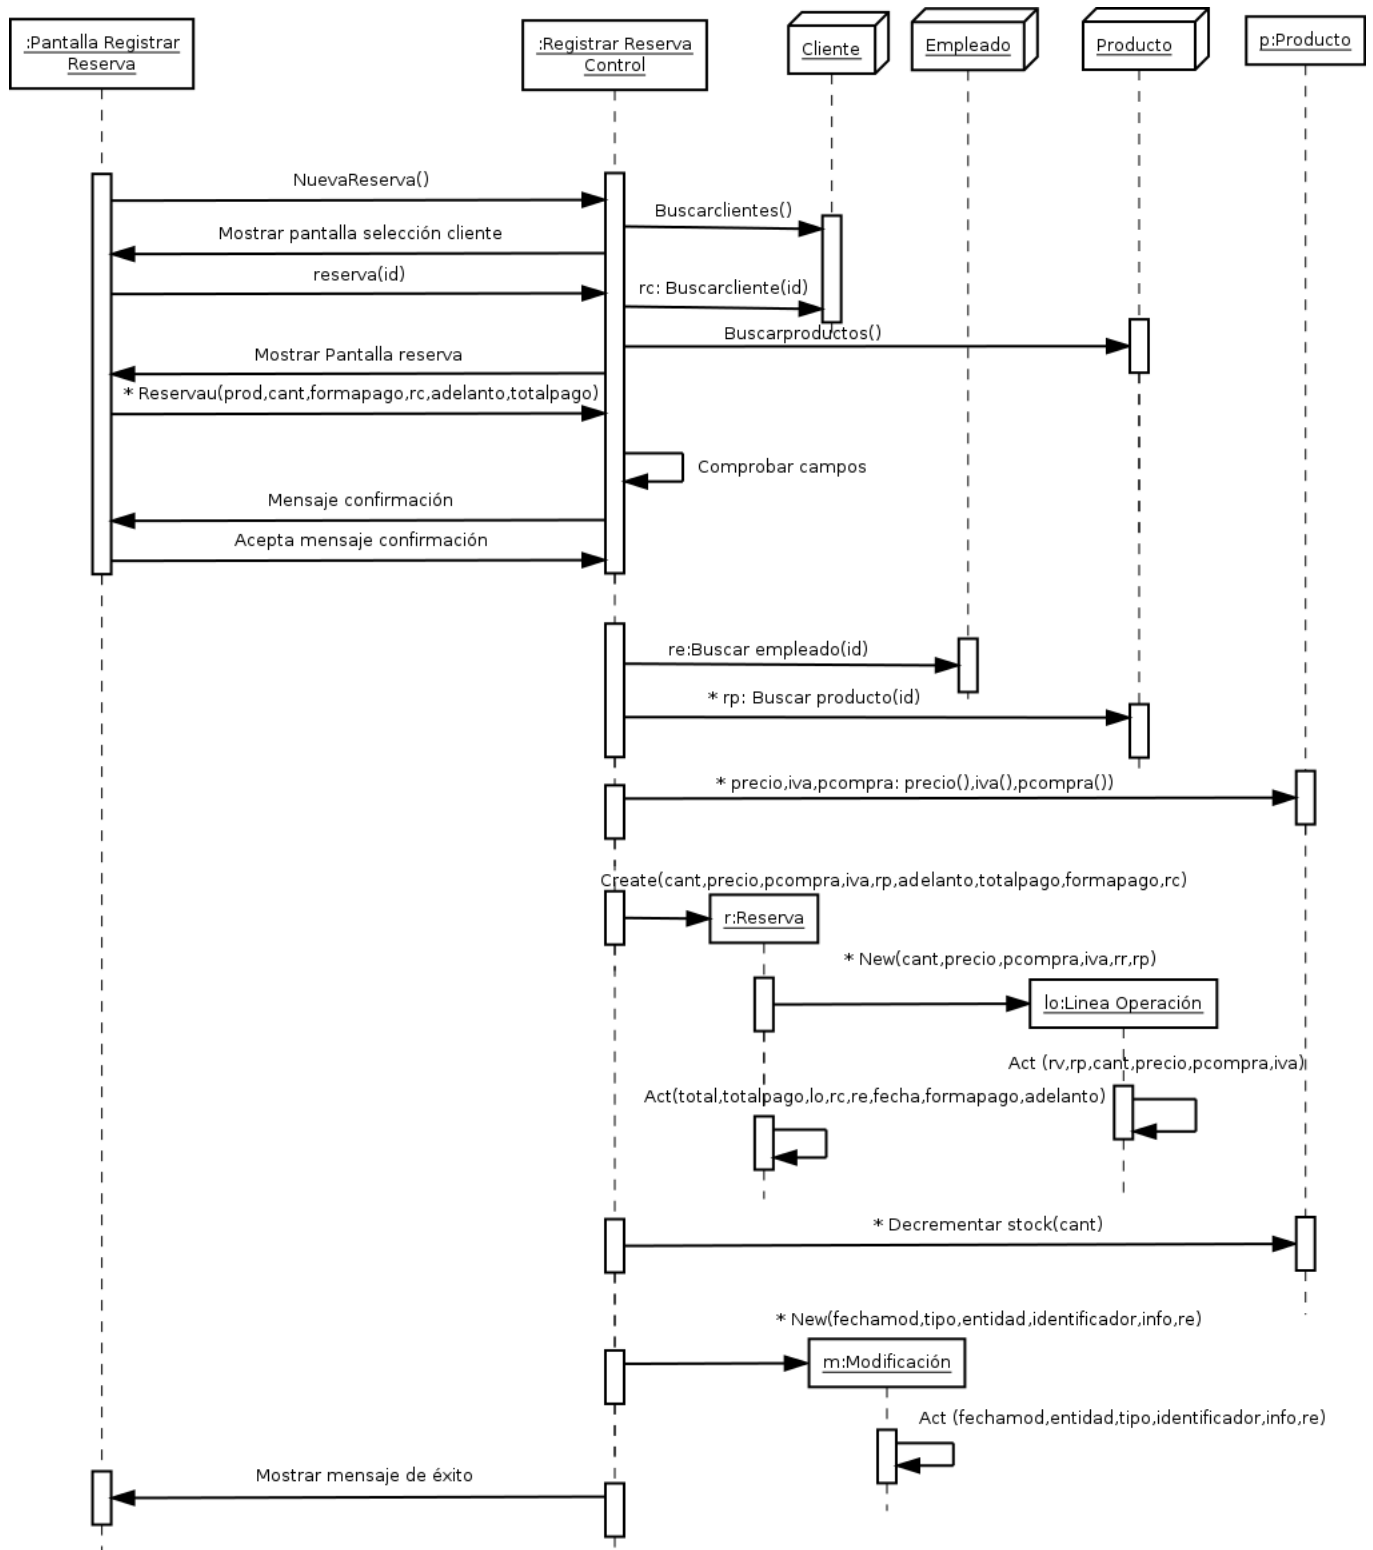 :Pantalla Registrar
Reserva
:Registrar Reserva
Control
Cliente
Empleado
Producto
p:Producto
NuevaReserva()
Buscarclientes()
Mostrar pantalla selección cliente
reserva(id)
rc: Buscarcliente(id)
Buscarproductos()
Mostrar Pantalla reserva
* Reservau(prod,cant,formapago,rc,adelanto,totalpago)
Comprobar campos
Mensaje confirmación
Acepta mensaje confirmación
re:Buscar empleado(id)
* rp: Buscar producto(id)
* precio,iva,pcompra: precio(),iva(),pcompra())
Create(cant,precio,pcompra,iva,rp,adelanto,totalpago,formapago,rc)
r:Reserva
* New(cant,precio,pcompra,iva,rr,rp)
lo:Linea Operación
Act (rv,rp,cant,precio,pcompra,iva)
Act(total,totalpago,lo,rc,re,fecha,formapago,adelanto)
* Decrementar stock(cant)
* New(fechamod,tipo,entidad,identificador,info,re)
m:Modificación
Act (fechamod,entidad,tipo,identificador,info,re)
Mostrar mensaje de éxito